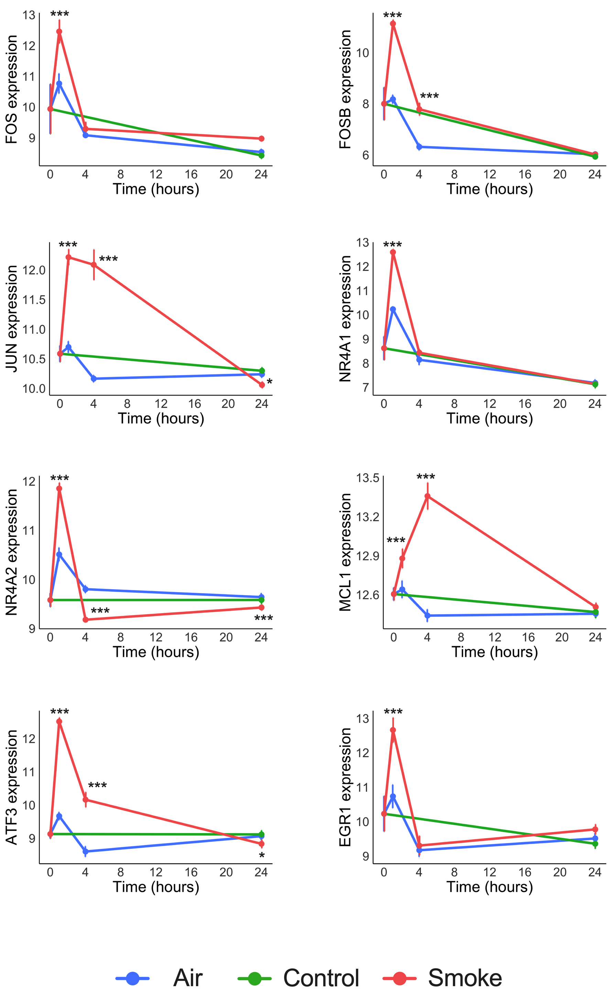 FOS expression
***
13
12
11
10
9
0 4 8 12 16 20 24
Time (hours)
FOSB expression
***
***
10
8
6
0 4 8 12 16 20 24
Time (hours)
JUN expression
***
***
*
12.0
11.5
11.0
10.5
10.0
0 4 8 12 16 20 24
Time (hours)
NR4A1 expression
***
13
12
11
10
9
8
7
0 4 8 12 16 20 24
Time (hours)
NR4A2 expression
***
***
***
12
11
10
9
0 4 8 12 16 20 24
Time (hours)
MCL1 expression
***
***
13.5
13.2
12.9
12.6
0 4 8 12 16 20 24
Time (hours)
ATF3 expression
***
***
*
12
11
10
9
0 4 8 12 16 20 24
Time (hours)
EGR1 expression
***
13
12
11
10
9
0 4 8 12 16 20 24
Time (hours)
Air Control Smoke